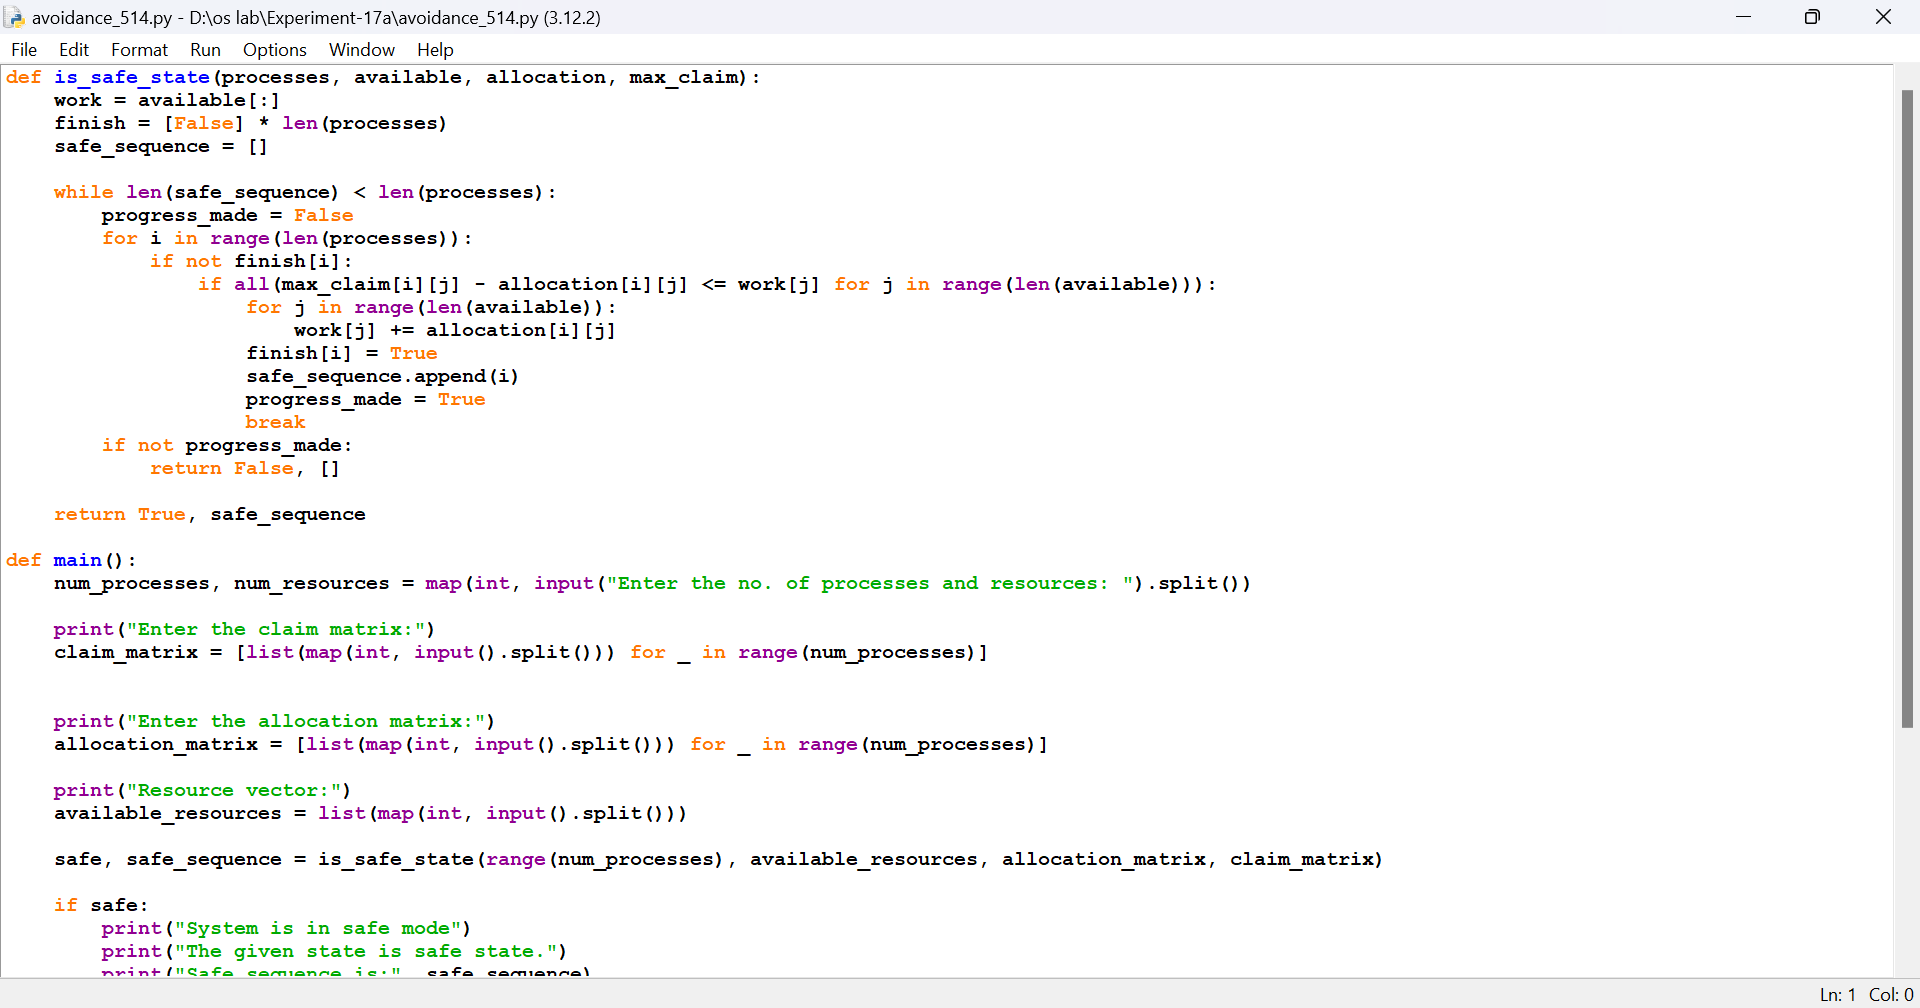 avoidance_514.py - D:\os lab\Experiment-17a\avoidance_514.py (3.12.2)
File Edit Format Run Options Window Help
def is_safe_state(processes, available, allocation, max_claim):
    work = available[:]
    finish = [False] * len(processes)
    safe_sequence = []

    while len(safe_sequence) < len(processes):
        progress_made = False
        for i in range(len(processes)):
            if not finish[i]:
                if all(max_claim[i][j] - allocation[i][j] <= work[j] for j in range(len(available))):
                    for j in range(len(available)):
                        work[j] += allocation[i][j]
                    finish[i] = True
                    safe_sequence.append(i)
                    progress_made = True
                    break
        if not progress_made:
            return False, []

    return True, safe_sequence

def main():
    num_processes, num_resources = map(int, input("Enter the no. of processes and resources: ").split())

    print("Enter the claim matrix:")
    claim_matrix = [list(map(int, input().split())) for _ in range(num_processes)]


    print("Enter the allocation matrix:")
    allocation_matrix = [list(map(int, input().split())) for _ in range(num_processes)]

    print("Resource vector:")
    available_resources = list(map(int, input().split()))

    safe, safe_sequence = is_safe_state(range(num_processes), available_resources, allocation_matrix, claim_matrix)

    if safe:
        print("System is in safe mode")
        print("The given state is safe state.")
        print("Safe sequence is:", safe_sequence)
Ln: 1 Col: 0